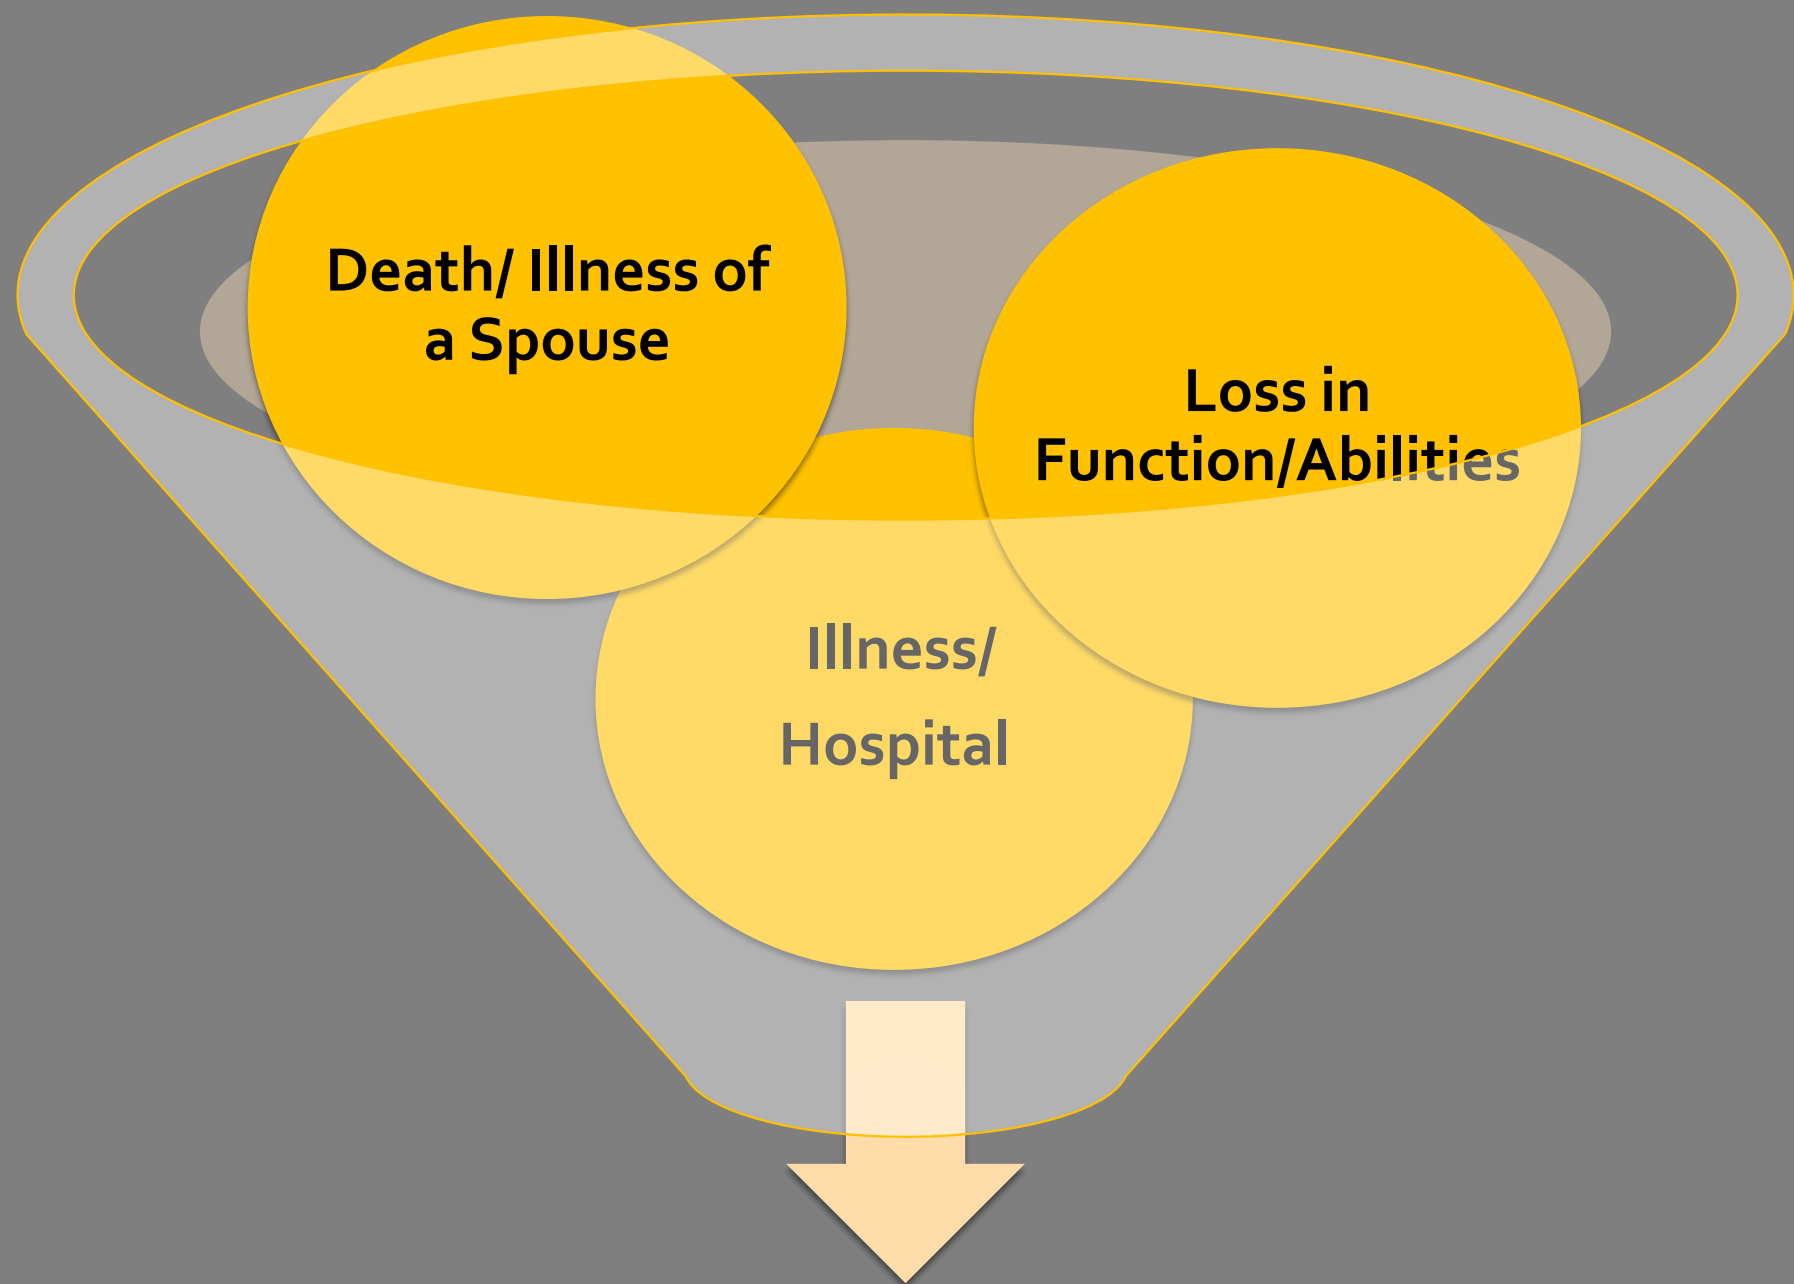 Death/ Illness of
a Spouse
Loss in
Function/Abilities
Illness/
Hospital